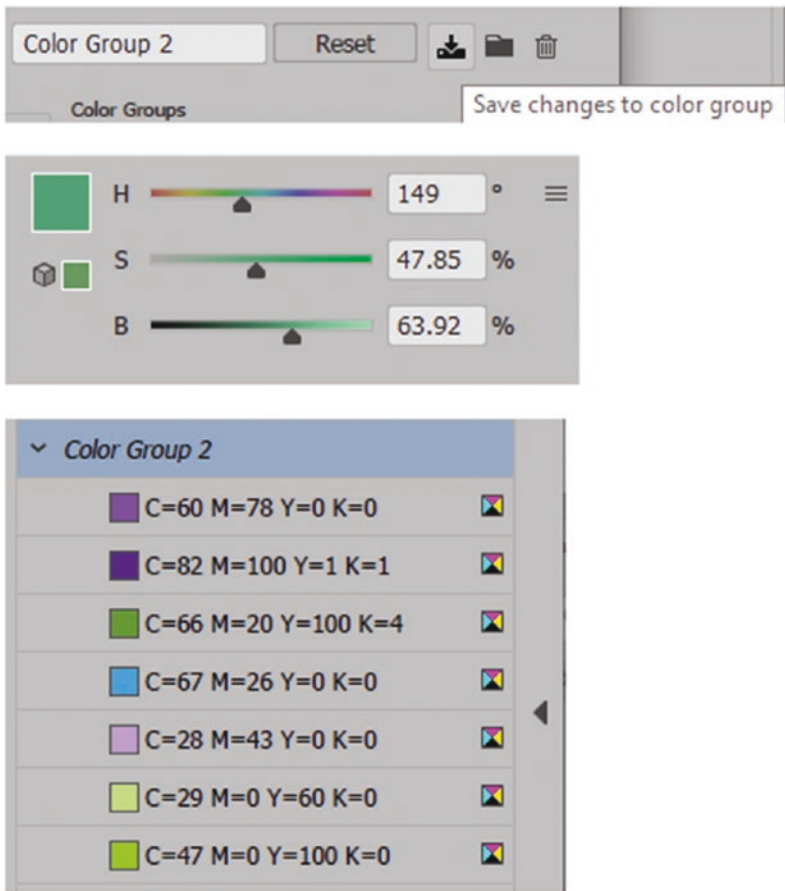 Color Group 2 Reset
Color Groups
Save changes to color group
H 149 °
S 47.85 %
B 63.92 %
Color Group 2
C=60 M=78 Y=0 K=0
C=82 M=100 Y=1 K=1
C=66 M=20 Y=100 K=4
C=67 M=26 Y=0 K=0
C=28 M=43 Y=0 K=0
C=29 M=0 Y=60 K=0
C=47 M=0 Y=100 K=0